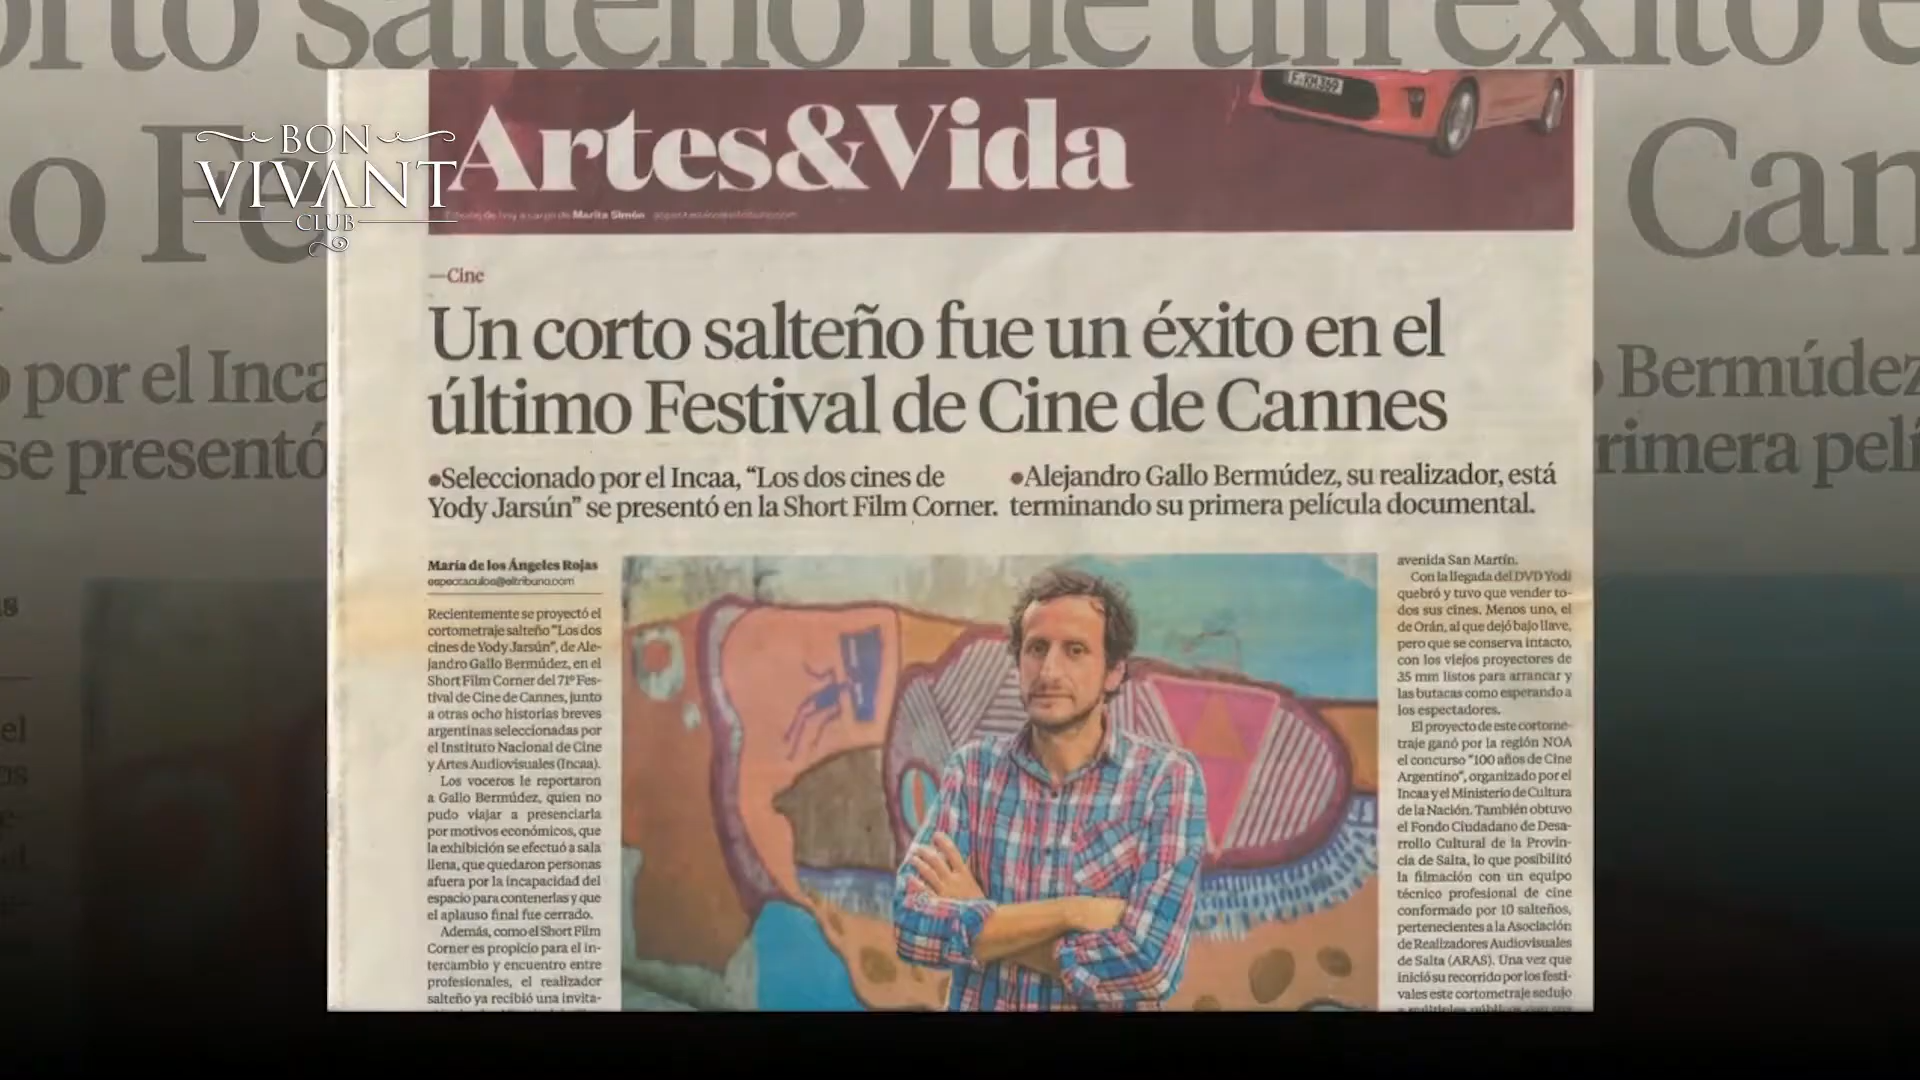 BON
VIVANT
CLUB
F·KM369
Artes&Vida
Edición de hoy a cargo de Marita Simón
—Cine
Un corto salteño fue un éxito en el
último Festival de Cine de Cannes
●Seleccionado por el Incaa, “Los dos cines de
Yody Jarsún” se presentó en la Short Film Corner.
●Alejandro Gallo Bermúdez, su realizador, está
terminando su primera película documental.
María de los Ángeles Rojas
espectaculos@eltribuno.com
Recientemente se proyectó el
cortometraje salteño “Los dos
cines de Yody Jarsún”, de Ale-
jandro Gallo Bermúdez, en el
Short Film Corner del 71º Fes-
tival de Cine de Cannes, junto
a otras ocho historias breves
argentinas seleccionadas por
el Instituto Nacional de Cine
y Artes Audiovisuales (Incaa).
Los voceros le reportaron
a Gallo Bermúdez, quien no
pudo viajar a presenciarla
por motivos económicos, que
la exhibición se efectuó a sala
llena, que quedaron personas
afuera por la incapacidad del
espacio para contenerlas y que
el aplauso final fue cerrado.
Además, como el Short Film
Corner es propicio para el in-
tercambio y encuentro entre
profesionales, el realizador
salteño ya recibió una invita-
avenida San Martín.
Con la llegada del DVD Yodi
quebró y tuvo que vender to-
dos sus cines. Menos uno, el
de Orán, al que dejó bajo llave,
pero que se conserva intacto,
con los viejos proyectores de
35 mm listos para arrancar y
las butacas como esperando a
los espectadores.
El proyecto de este cortome-
traje ganó por la región NOA
el concurso “100 años de Cine
Argentino”, organizado por el
Incaa y el Ministerio de Cultura
de la Nación. También obtuvo
el Fondo Ciudadano de Desa-
rrollo Cultural de la Provin-
cia de Salta, lo que posibilitó
la filmación con un equipo
técnico profesional de cine
conformado por 10 salteños,
pertenecientes a la Asociación
de Realizadores Audiovisuales
de Salta (ARAS). Una vez que
inició su recorrido por los festi-
vales este cortometraje sedujo